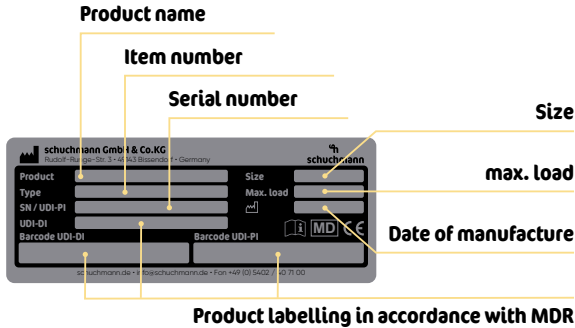 Product name
Item number
Serial number
Size
max. load
Date of manufacture
schuchmann GmbH & Co.KG
Rudolf-Runge-Str. 3 • 49143 Bissendorf • Germany
schuchmann
Product
Size
Type
Max. load
SN / UDI-PI
UDI-DI
MD CE
Barcode UDI-DI
Barcode UDI-PI
schuchmann.de • info@schuchmann.de • Fon +49 (0) 5402 / 40 71 00
Product labelling in accordance with MDR